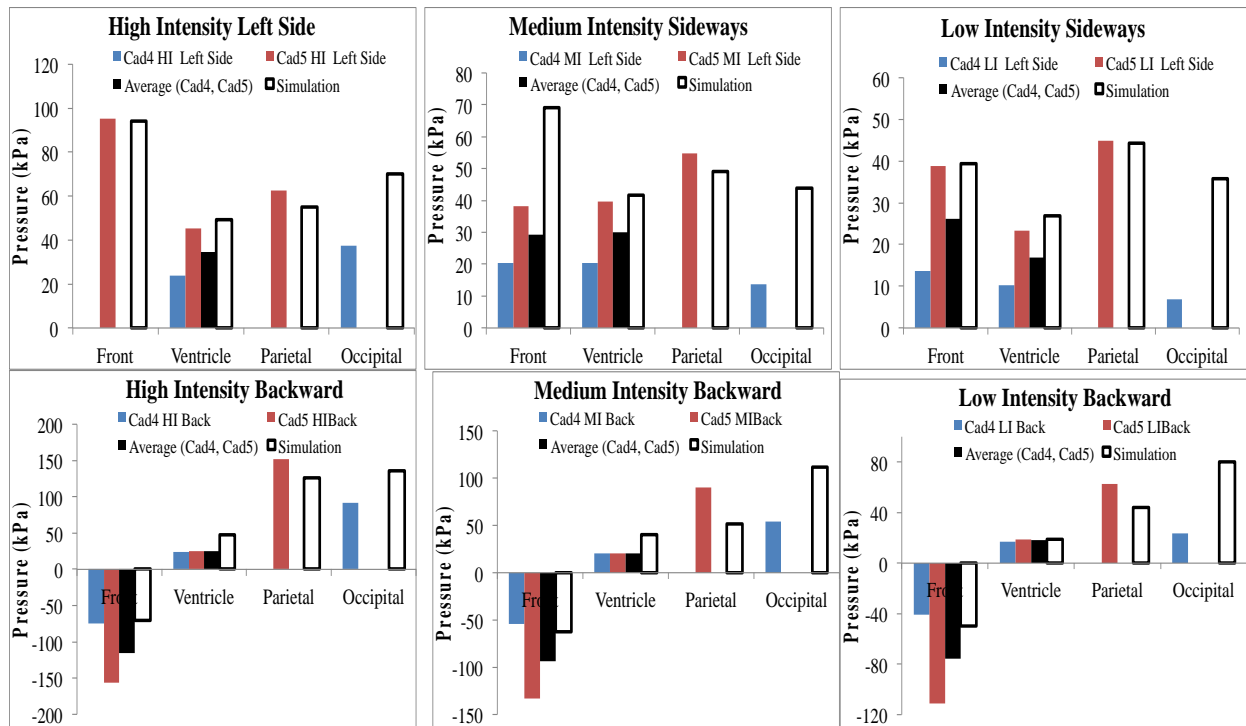 High Intensity Left Side
Cad4 HI Left Side
Cad5 HI Left Side
Average (Cad4, Cad5)
Simulation
Pressure (kPa)
120
100
80
60
40
20
0
Front
Ventricle
Parietal
Occipital
Medium Intensity Sideways
Cad4 MI Left Side
Cad5 MI Left Side
Average (Cad4, Cad5)
Simulation
Pressure (kPa)
80
70
60
50
40
30
20
10
0
Front
Ventricle
Parietal
Occipital
Low Intensity Sideways
Cad4 LI Left Side
Cad5 LI Left Side
Average (Cad4, Cad5)
Simulation
Pressure (kPa)
60
50
40
30
20
10
0
Front
Ventricle
Parietal
Occipital
High Intensity Backward
Cad4 HI Back
Cad5 HIBack
Average (Cad4, Cad5)
Simulation
Pressure (kPa)
200
150
100
50
0
-50
-100
-150
-200
Front
Ventricle
Parietal
Occipital
Medium Intensity Backward
Cad4 MI Back
Cad5 MIBack
Average (Cad4, Cad5)
Simulation
Pressure (kPa)
150
100
50
0
-50
-100
-150
Front
Ventricle
Parietal
Occipital
Low Intensity Backward
Cad4 LI Back
Cad5 LIBack
Average (Cad4, Cad5)
Simulation
Pressure (kPa)
80
40
0
-40
-80
-120
Front
Ventricle
Parietal
Occipital